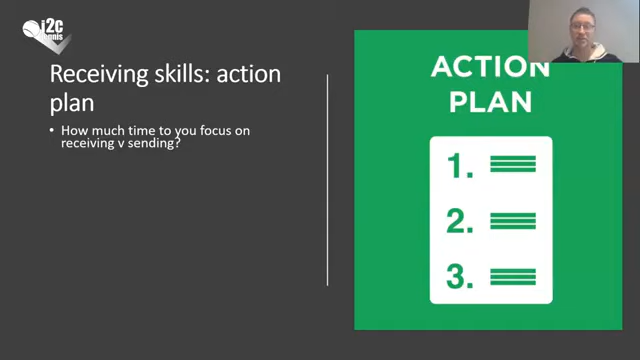 i2c
tennis
Receiving skills: action
plan
• How much time to you focus on
receiving v sending?
ACTION
PLAN
1.
2.
3.